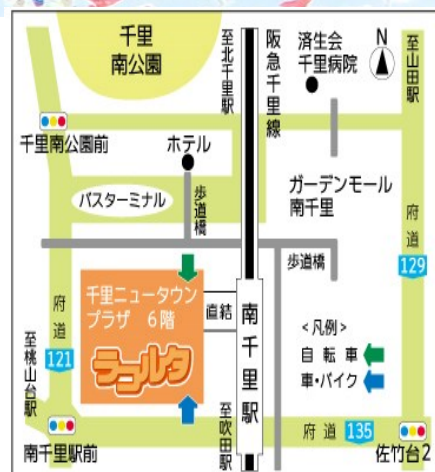 千里
南公園
至北千里駅
阪急千里線
済生会
千里病院
N
至山田駅
千里南公園前
ホテル
バスターミナル
歩道橋
ガーデンモール
南千里
府道
129
歩道橋
府道
121
千里ニュータウン
プラザ 6階
ラコルタ
直結
南千里駅
<凡例>
自転車
車・バイク
至桃山台駅
至吹田駅
南千里駅前
府道 135
佐竹台2